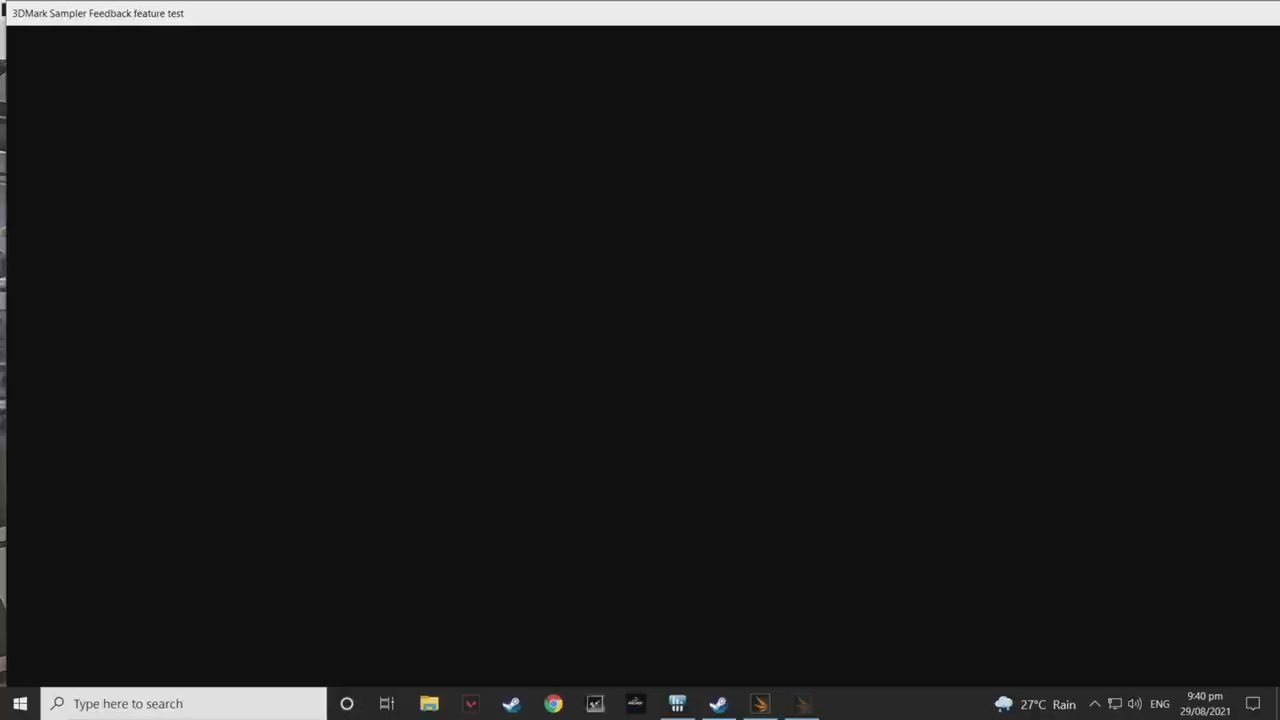 3DMark Sampler Feedback feature test
Type here to search
27°C Rain
ENG
9:40 pm
29/08/2021